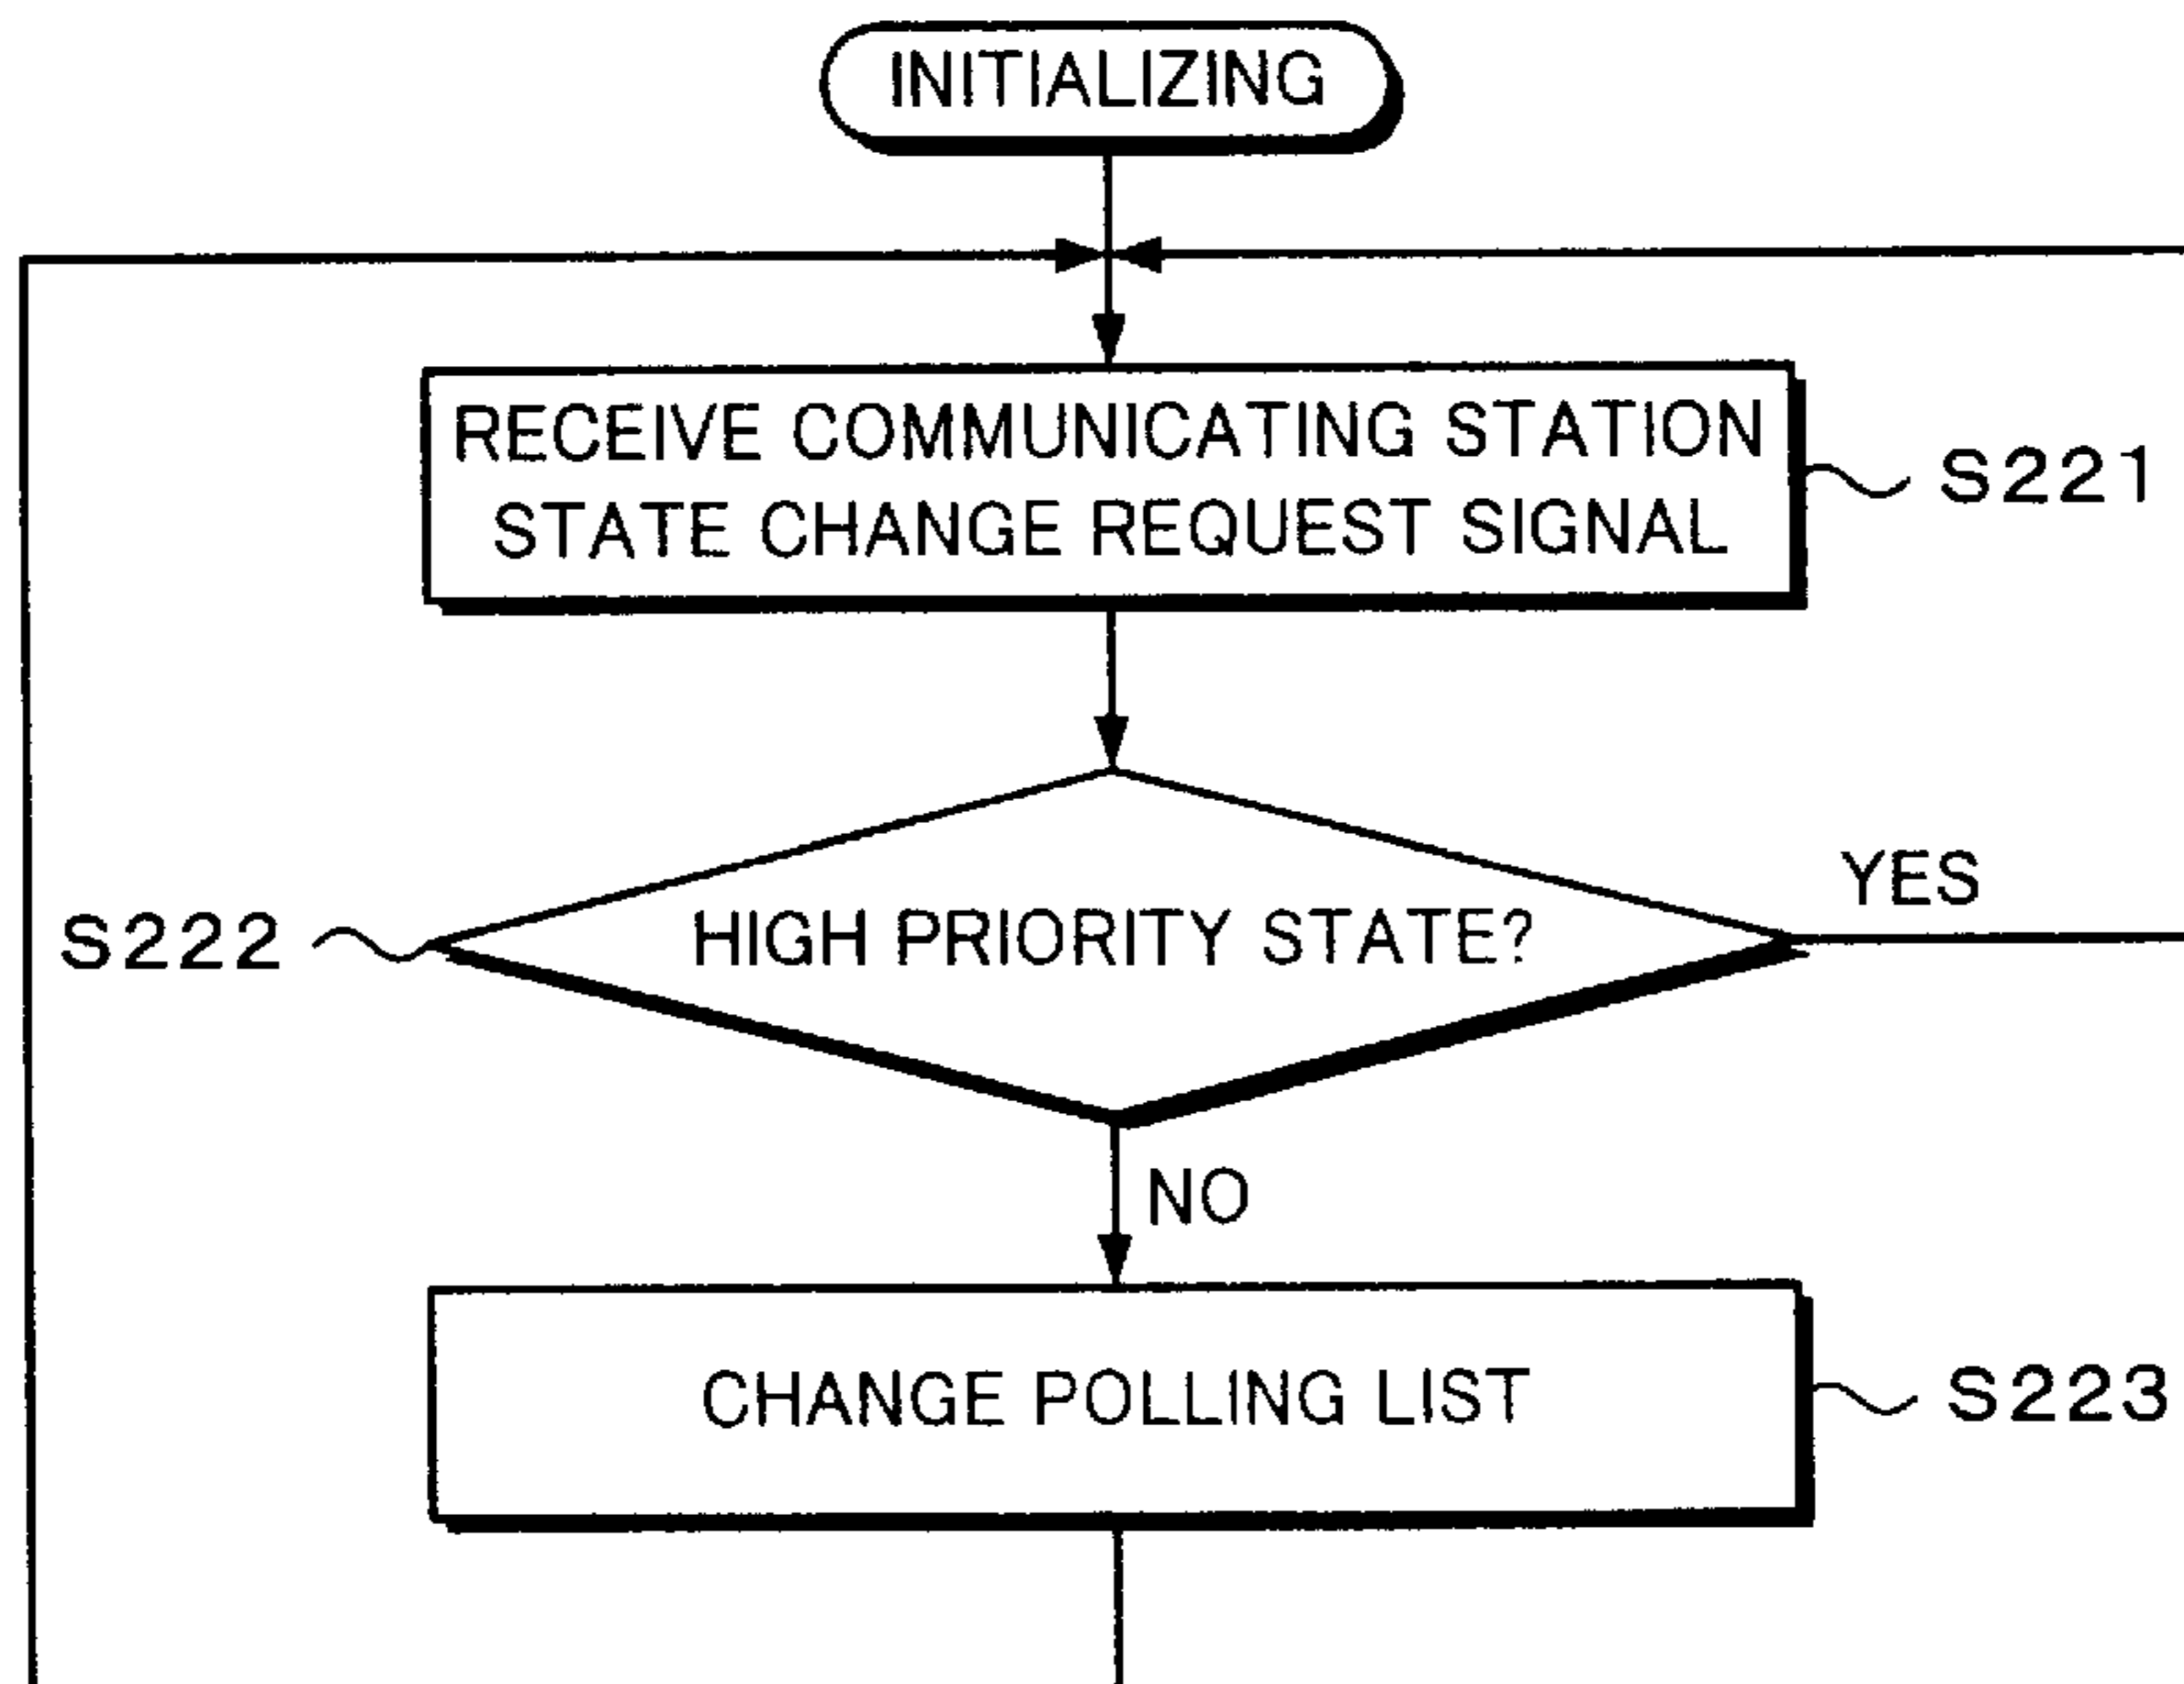 INITIALIZING
RECEIVE COMMUNICATING STATION
STATE CHANGE REQUEST SIGNAL
S221
YES
S222
HIGH PRIORITY STATE?
NO
CHANGE POLLING LIST
S223